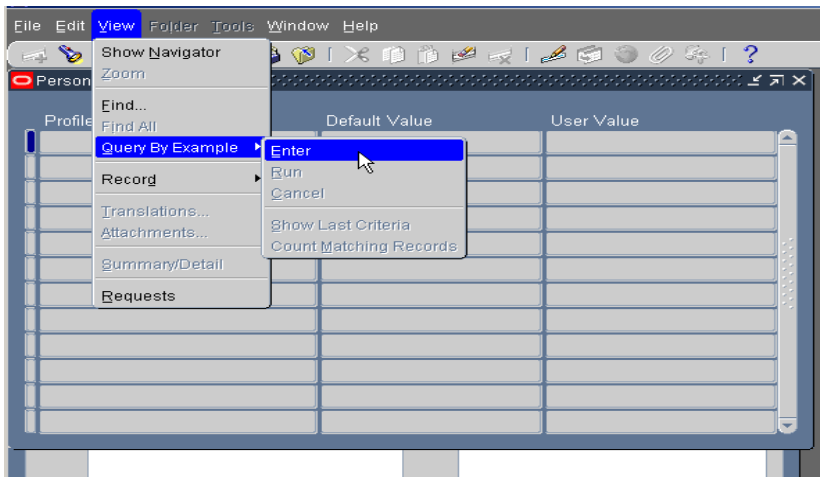 File Edit View Folder Tools Window Help
Show Navigator
Zoom
Person
Find...
Profile
Default Value
User Value
Find All
Query By Example
Enter
Run
Record
Cancel
Translations...
Show Last Criteria
Attachments...
Count Matching Records
Summary/Detail
Requests
?